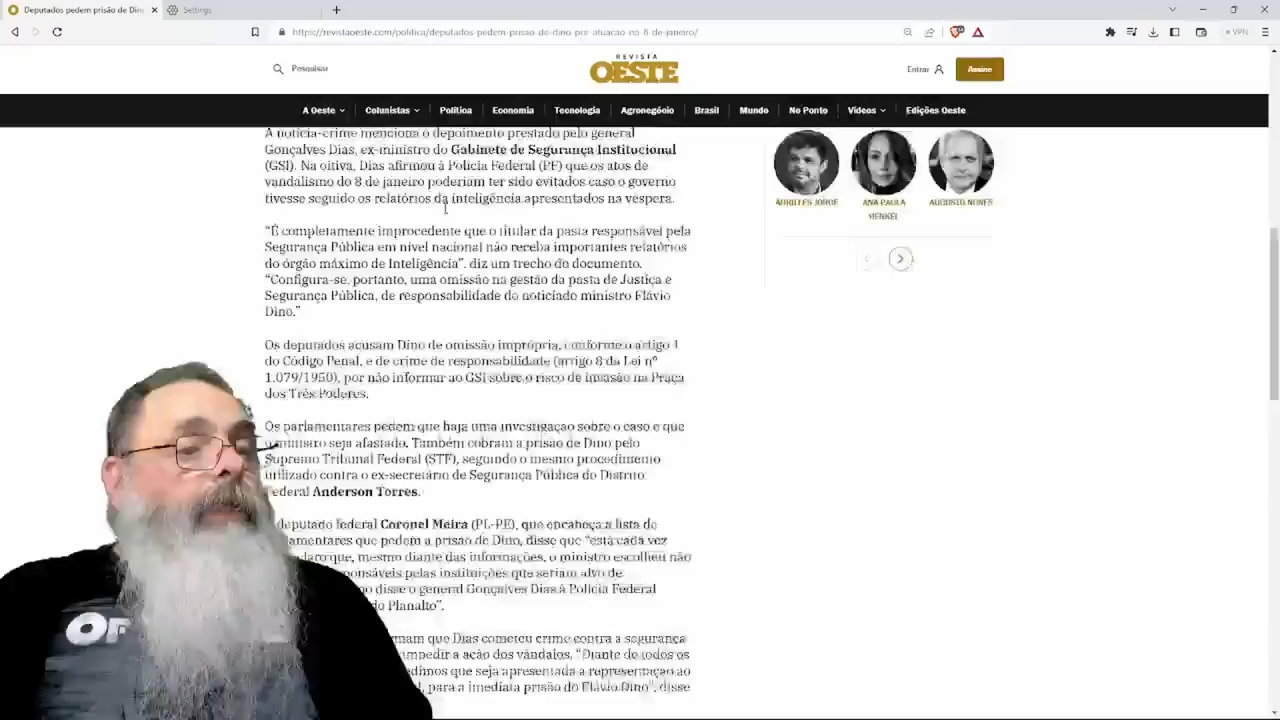 Deputados pedem prisão de Dino
Settings
https://revistaoeste.com/politica/deputados-pedem-prisao-de-dino-por-atuacao-no-8-de-janeiro/
VPN
Pesquisar
REVISTA
OESTE
Entrar
Assine
A Oeste
Colunistas
Política
Economia
Tecnologia
Agronegócio
Brasil
Mundo
No Ponto
Vídeos
Edições Oeste
A notícia-crime menciona o depoimento prestado pelo general
Gonçalves Dias, ex-ministro do Gabinete de Segurança Institucional
(GSI). Na oitiva, Dias afirmou à Polícia Federal (PF) que os atos de
vandalismo do 8 de janeiro poderiam ter sido evitados caso o governo
tivesse seguido os relatórios da inteligência apresentados na véspera.
“É completamente improcedente que o titular da pasta responsável pela
Segurança Pública em nível nacional não receba importantes relatórios
do órgão máximo de Inteligência”, diz um trecho do documento.
“Configura-se, portanto, uma omissão na gestão da pasta de Justiça e
Segurança Pública, de responsabilidade do noticiado ministro Flávio
Dino.”
Os deputados acusam Dino de omissão imprópria, conforme o artigo
do Código Penal, e de crime de responsabilidade (artigo 8 da Lei nº
1.079/1950), por não informar ao GSI sobre o risco de invasão na Praça
dos Três Poderes.
Os parlamentares pedem que haja uma investigação sobre o caso e que
o ministro seja afastado. Também cobram a prisão de Dino pelo
Supremo Tribunal Federal (STF), seguindo o mesmo procedimento
utilizado contra o ex-secretário de Segurança Pública do Distrito
ederal Anderson Torres.
deputado federal Coronel Meira (PL-PE), que encabeça a lista de
amentares que pedem a prisão de Dino, disse que “está cada vez
claro que, mesmo diante das informações, o ministro escolheu não
ponsáveis pelas instituições que seriam alvo de
o disse o general Gonçalves Dias à Polícia Federal
do Planalto”.
rmam que Dias cometeu crime contra a segurança
impedir a ação dos vândalos. “Diante de todos os
edimos que seja apresentada a representação ao
l, para a imediata prisão do Flávio Dino”, disse
ADRILLES JORGE
ANA PAULA
HENKEL
AUGUSTO NUNES